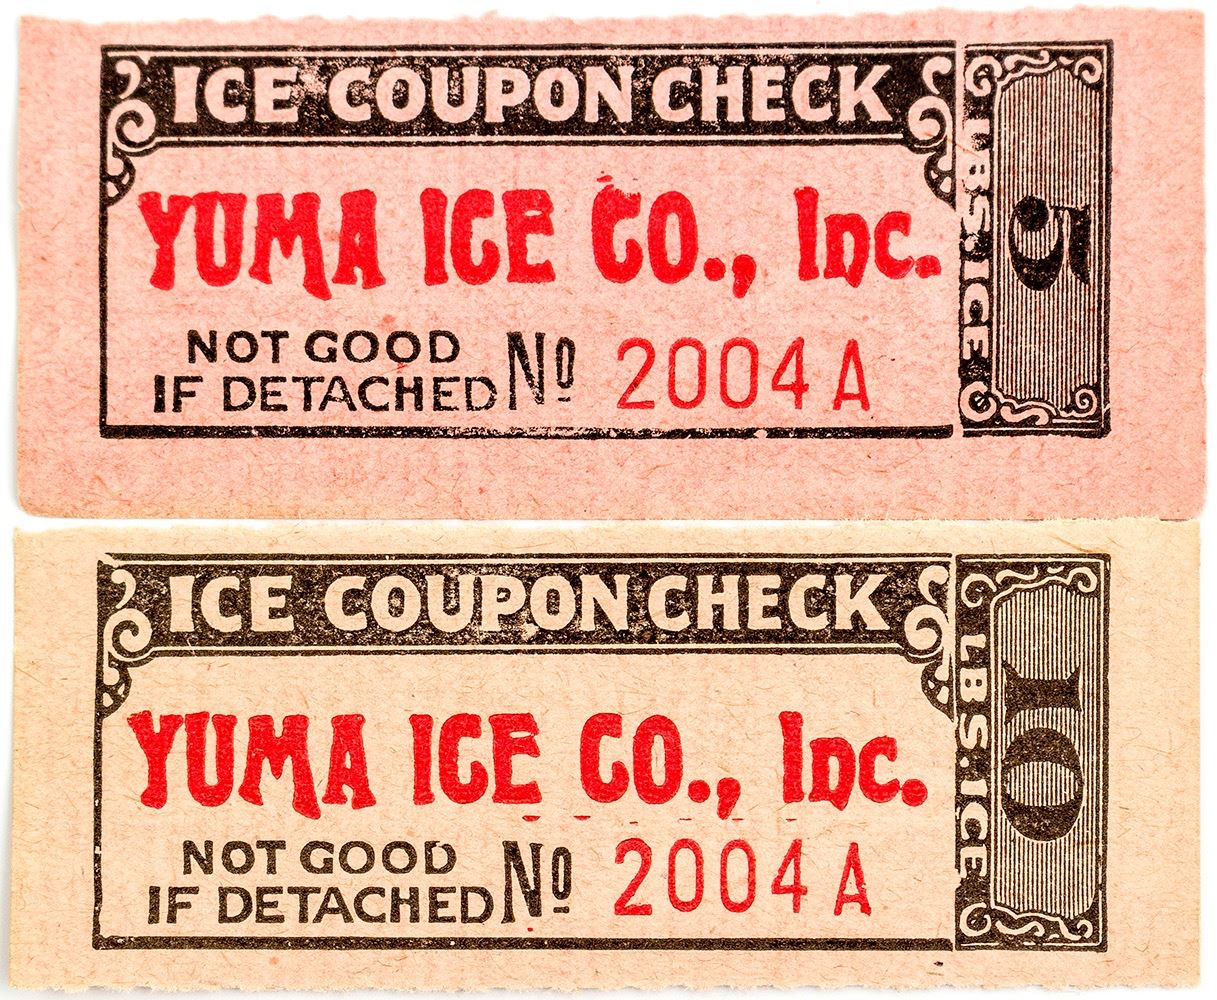 ICE COUPON CHECK
YUMA ICE CO., Inc.
NOT GOOD
IF DETACHED Nº 2004 A
LBS. ICE
5
ICE COUPON CHECK
YUMA ICE CO., Inc.
NOT GOOD
IF DETACHED Nº 2004 A
LBS. ICE
10